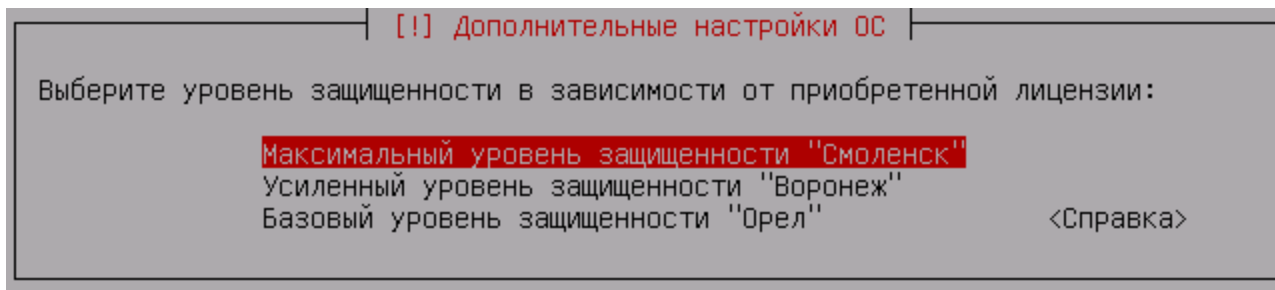 [!] Дополнительные настройки ОС
Выберите уровень защищенности в зависимости от приобретенной лицензии:
Максимальный уровень защищенности "Смоленск"
Усиленный уровень защищенности "Воронеж"
Базовый уровень защищенности "Орел" <Справка>